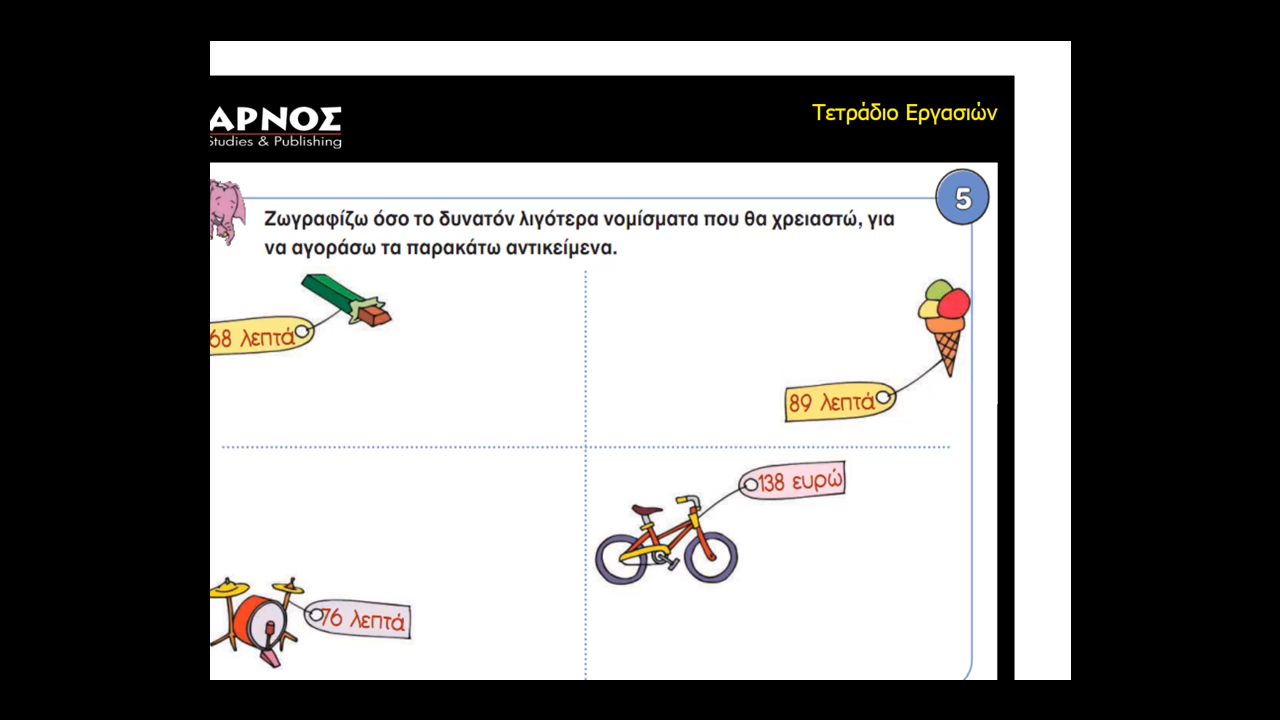 ΑΡΝΟΣ
Studies & Publishing
Τετράδιο Εργασιών
5
Ζωγραφίζω όσο το δυνατόν λιγότερα νομίσματα που θα χρειαστώ, για
να αγοράσω τα παρακάτω αντικείμενα.
68 λεπτά
89 λεπτά
138 ευρώ
76 λεπτά